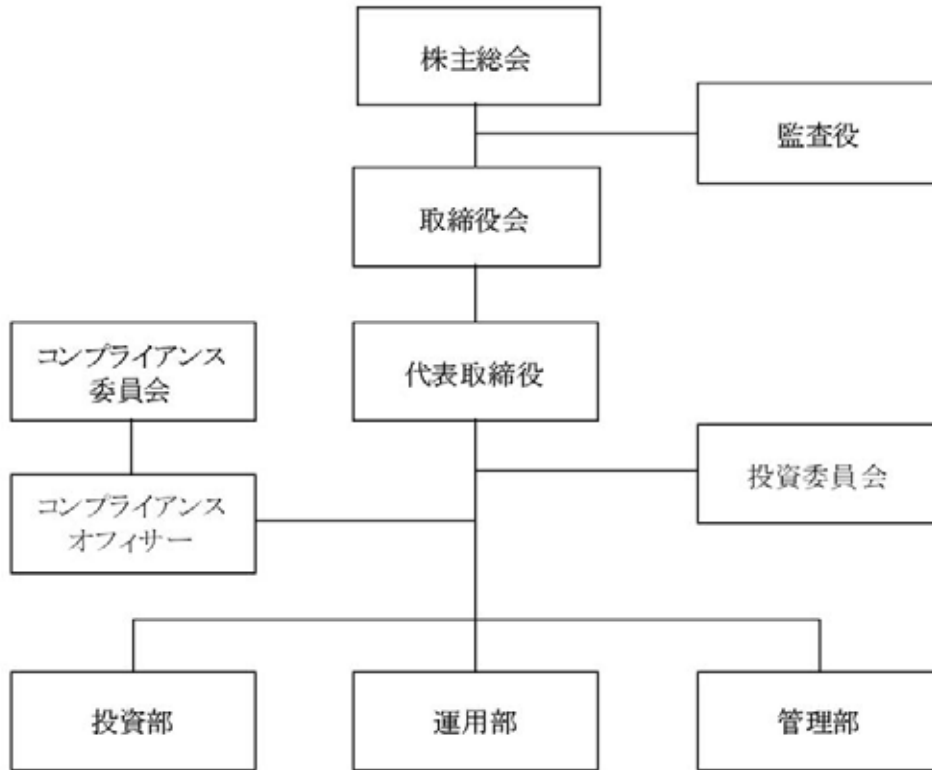 株主総会
監査役
取締役会
コンプライアンス
委員会
代表取締役
投資委員会
コンプライアンス
オフィサー
投資部
運用部
管理部